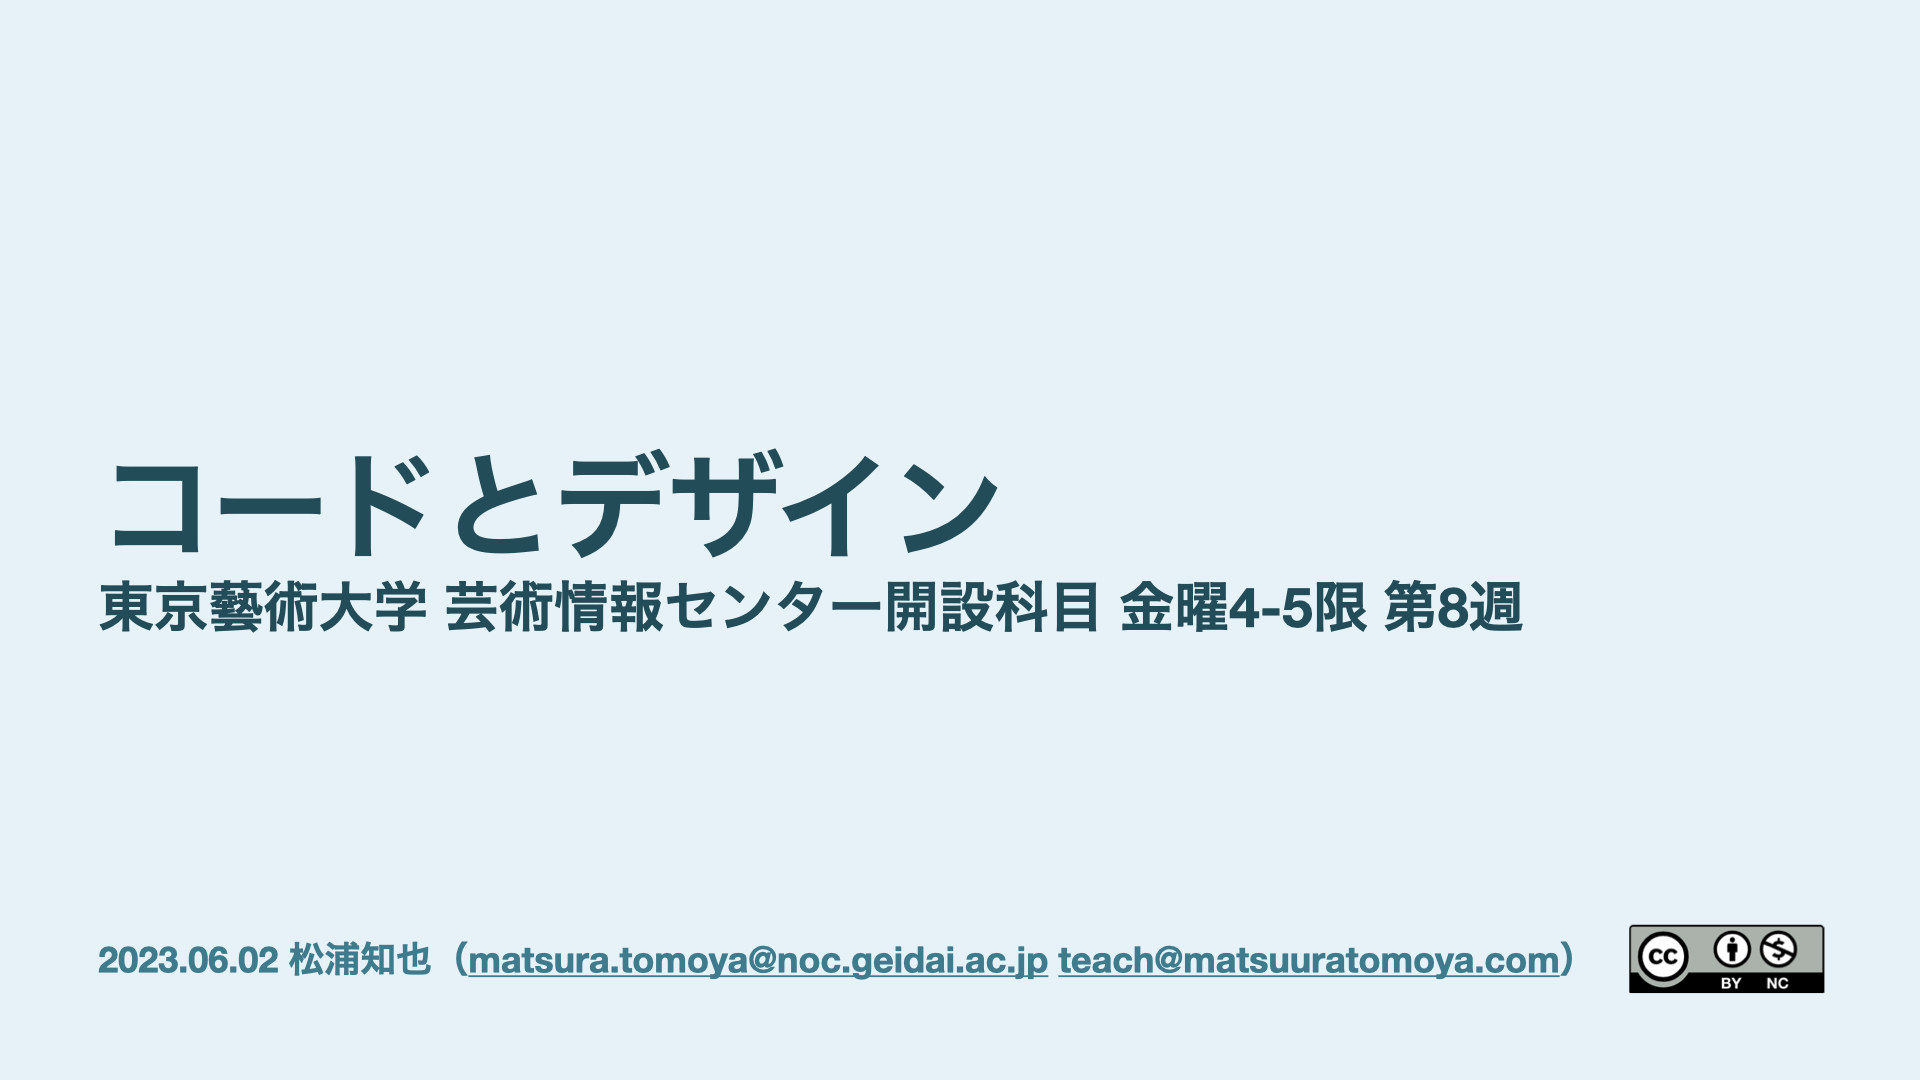 コードとデザイン
東京藝術大学 芸術情報センター開設科目 金曜4-5限 第8週
2023.06.02 松浦知也（matsura.tomoya@noc.geidai.ac.jp teach@matsuuratomoya.com）
CC
BY NC